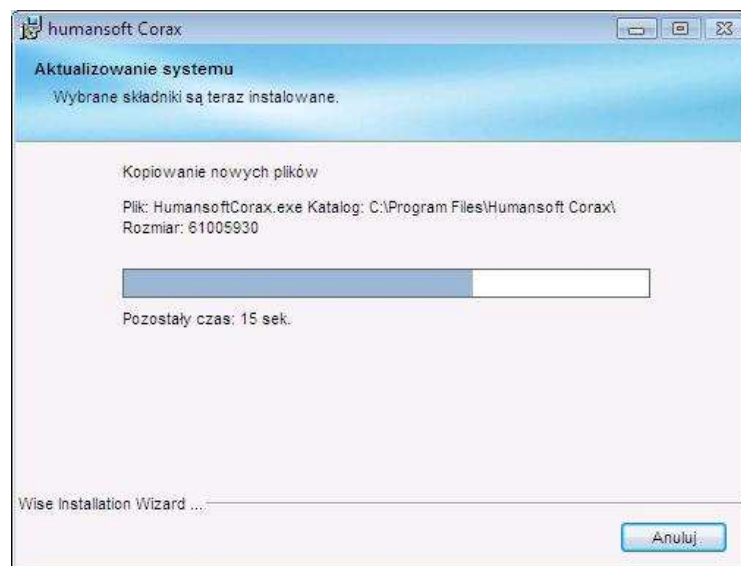 humansoft Corax
Aktualizowanie systemu
Wybrane składniki są teraz instalowane.
Kopiowanie nowych plików
Plik: HumansoftCorax.exe Katalog: C:\Program Files\Humansoft Corax\
Rozmiar: 61005930
Pozostały czas: 15 sek.
Wise Installation Wizard ...
Anuluj